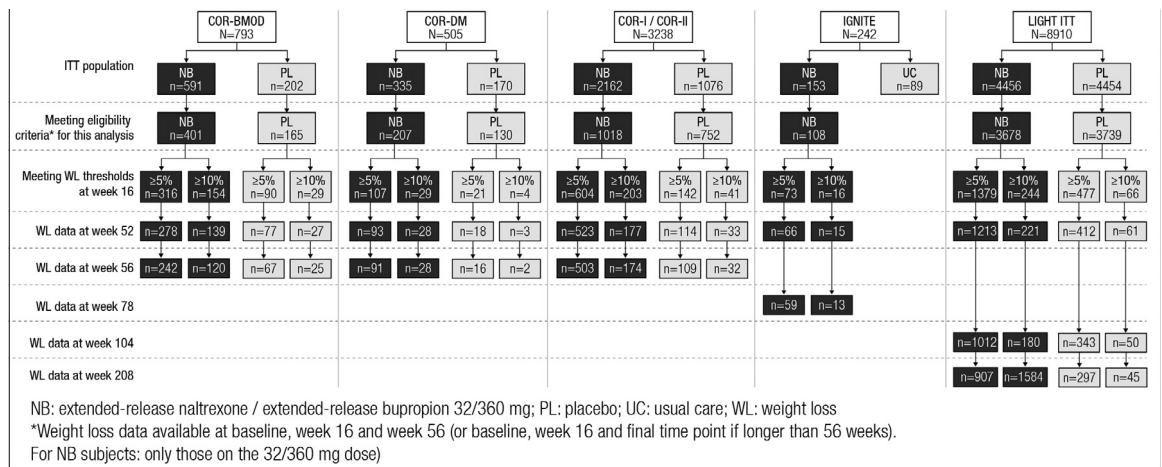 COR-BMOD
N=793
COR-DM
N=505
COR-I / COR-II
N=3238
IGNITE
N=242
LIGHT ITT
N=8910
ITT population
NB
n=591
PL
n=202
NB
n=335
PL
n=170
NB
n=2162
PL
n=1076
NB
n=153
UC
n=89
NB
n=4456
PL
n=4454
Meeting eligibility
criteria* for this analysis
NB
n=401
PL
n=165
NB
n=207
PL
n=130
NB
n=1018
PL
n=752
NB
n=108
NB
n=3678
PL
n=3739
Meeting WL thresholds
at week 16
≥5%
n=316
≥10%
n=154
≥5%
n=90
≥10%
n=29
≥5%
n=107
≥10%
n=29
≥5%
n=21
≥10%
n=4
≥5%
n=604
≥10%
n=203
≥5%
n=142
≥10%
n=41
≥5%
n=73
≥10%
n=16
≥5%
n=1379
≥10%
n=244
≥5%
n=477
≥10%
n=66
WL data at week 52
n=278
n=139
n=77
n=27
n=93
n=28
n=18
n=3
n=523
n=177
n=114
n=33
n=66
n=15
n=1213
n=221
n=412
n=61
WL data at week 56
n=242
n=120
n=67
n=25
n=91
n=28
n=16
n=2
n=503
n=174
n=109
n=32
WL data at week 78
n=59
n=13
WL data at week 104
n=1012
n=180
n=343
n=50
WL data at week 208
n=907
n=1584
n=297
n=45
NB: extended-release naltrexone / extended-release bupropion 32/360 mg; PL: placebo; UC: usual care; WL: weight loss
*Weight loss data available at baseline, week 16 and week 56 (or baseline, week 16 and final time point if longer than 56 weeks).
For NB subjects: only those on the 32/360 mg dose)